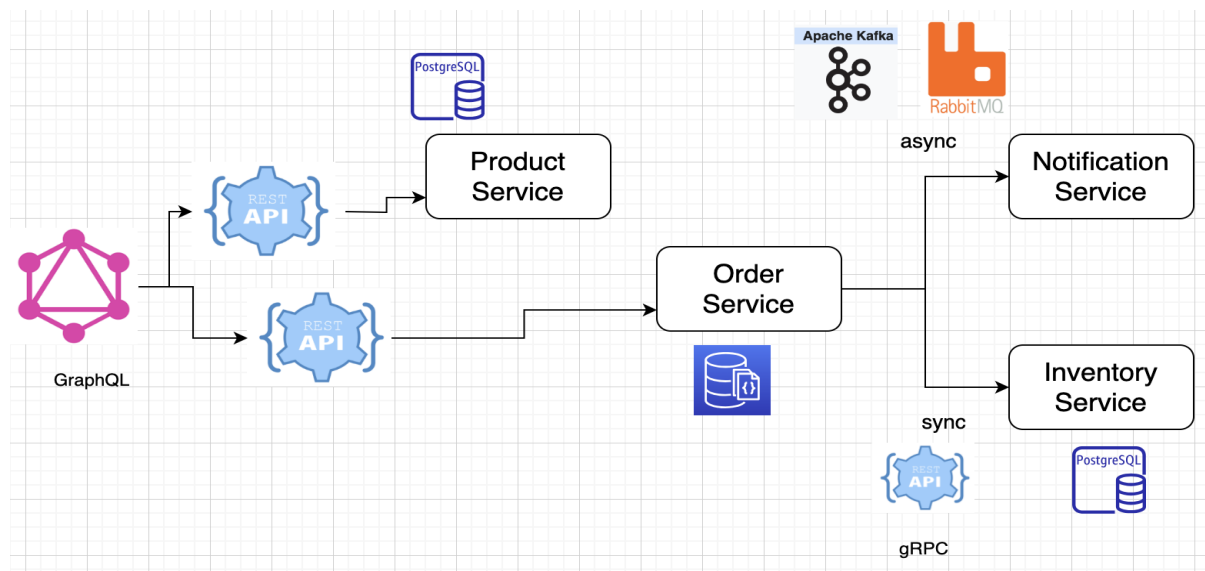 Apache Kafka
RabbitMQ
PostgreSQL
async
Product
Service
Notification
Service
REST
API
Order
Service
REST
API
GraphQL
Inventory
Service
{}
sync
REST
API
PostgreSQL
gRPC